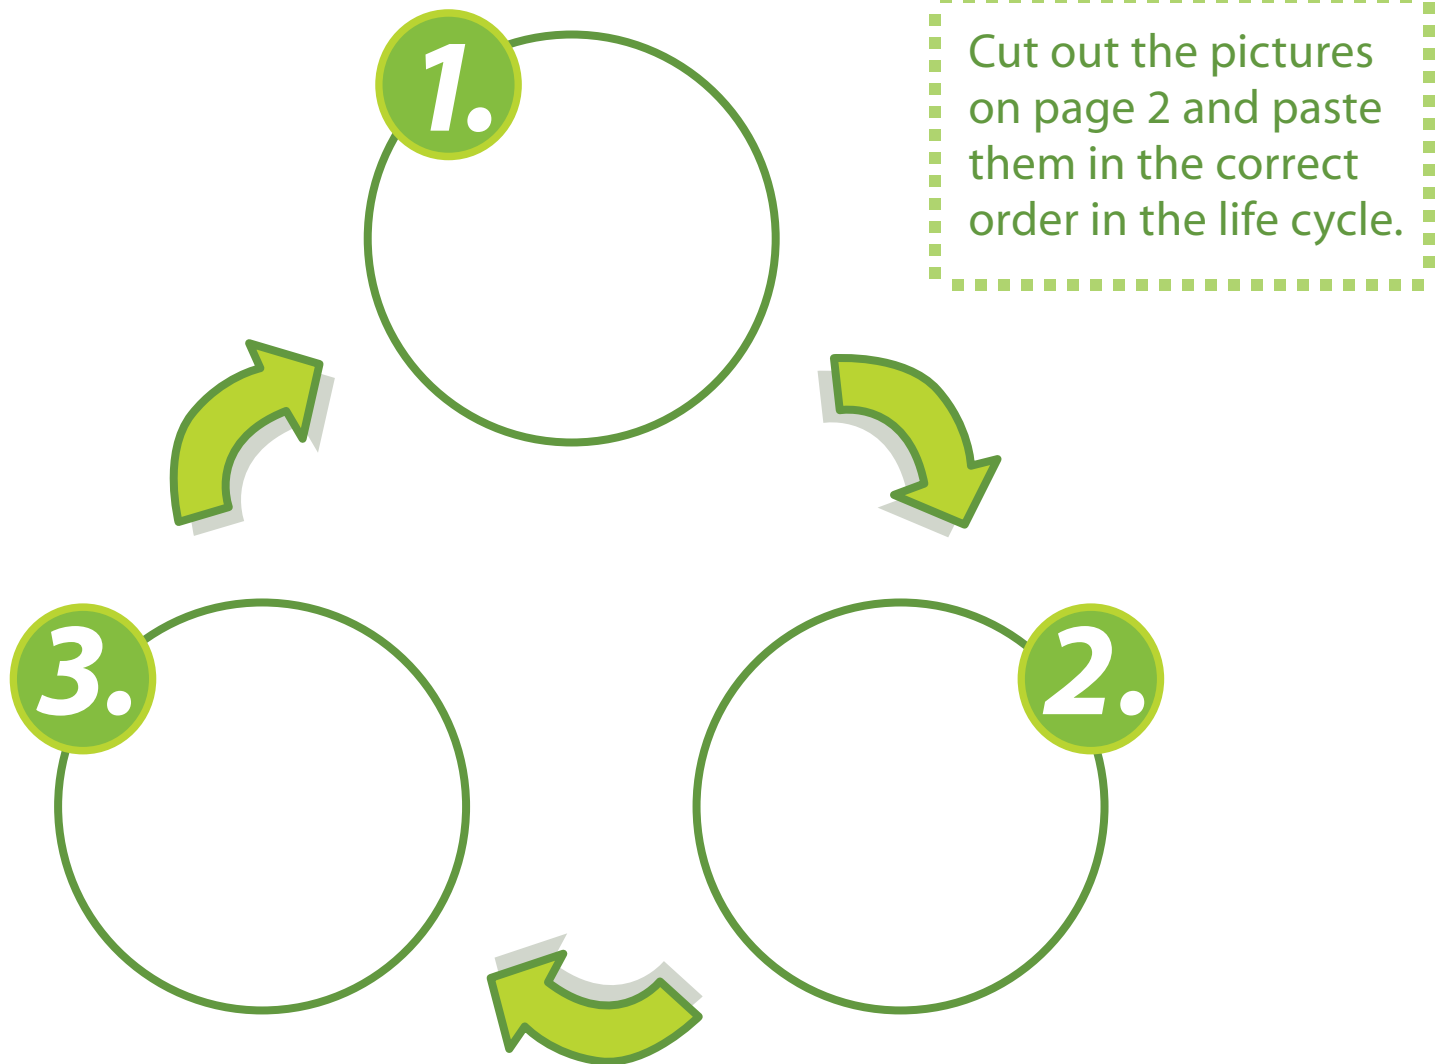 1.
Cut out the pictures
on page 2 and paste
them in the correct
order in the life cycle.
3.
2.